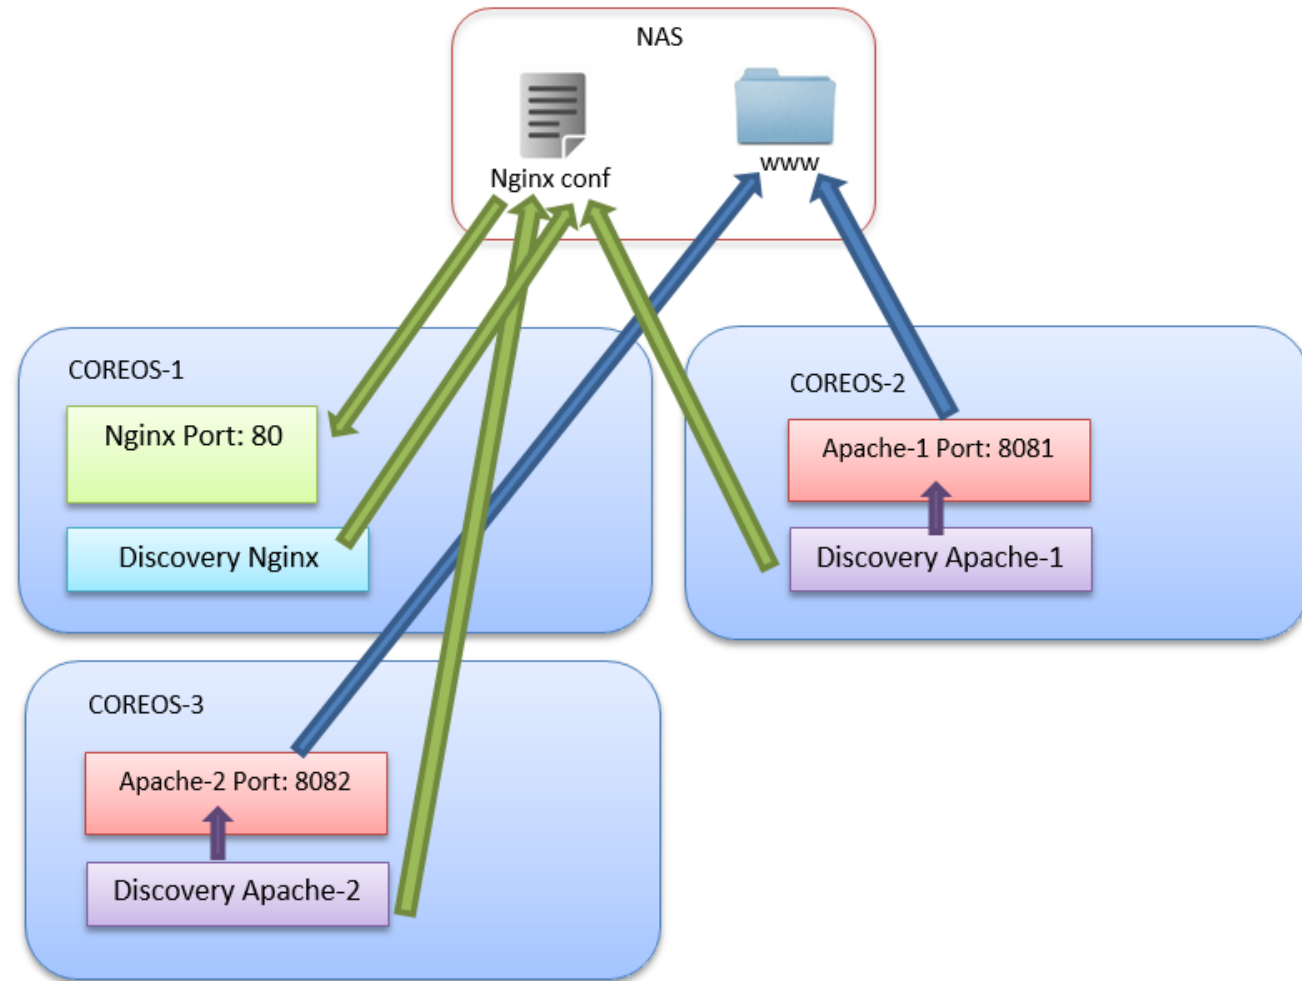 NAS
Nginx conf
www
COREOS-1
Nginx Port: 80
Discovery Nginx
COREOS-2
Apache-1 Port: 8081
Discovery Apache-1
COREOS-3
Apache-2 Port: 8082
Discovery Apache-2